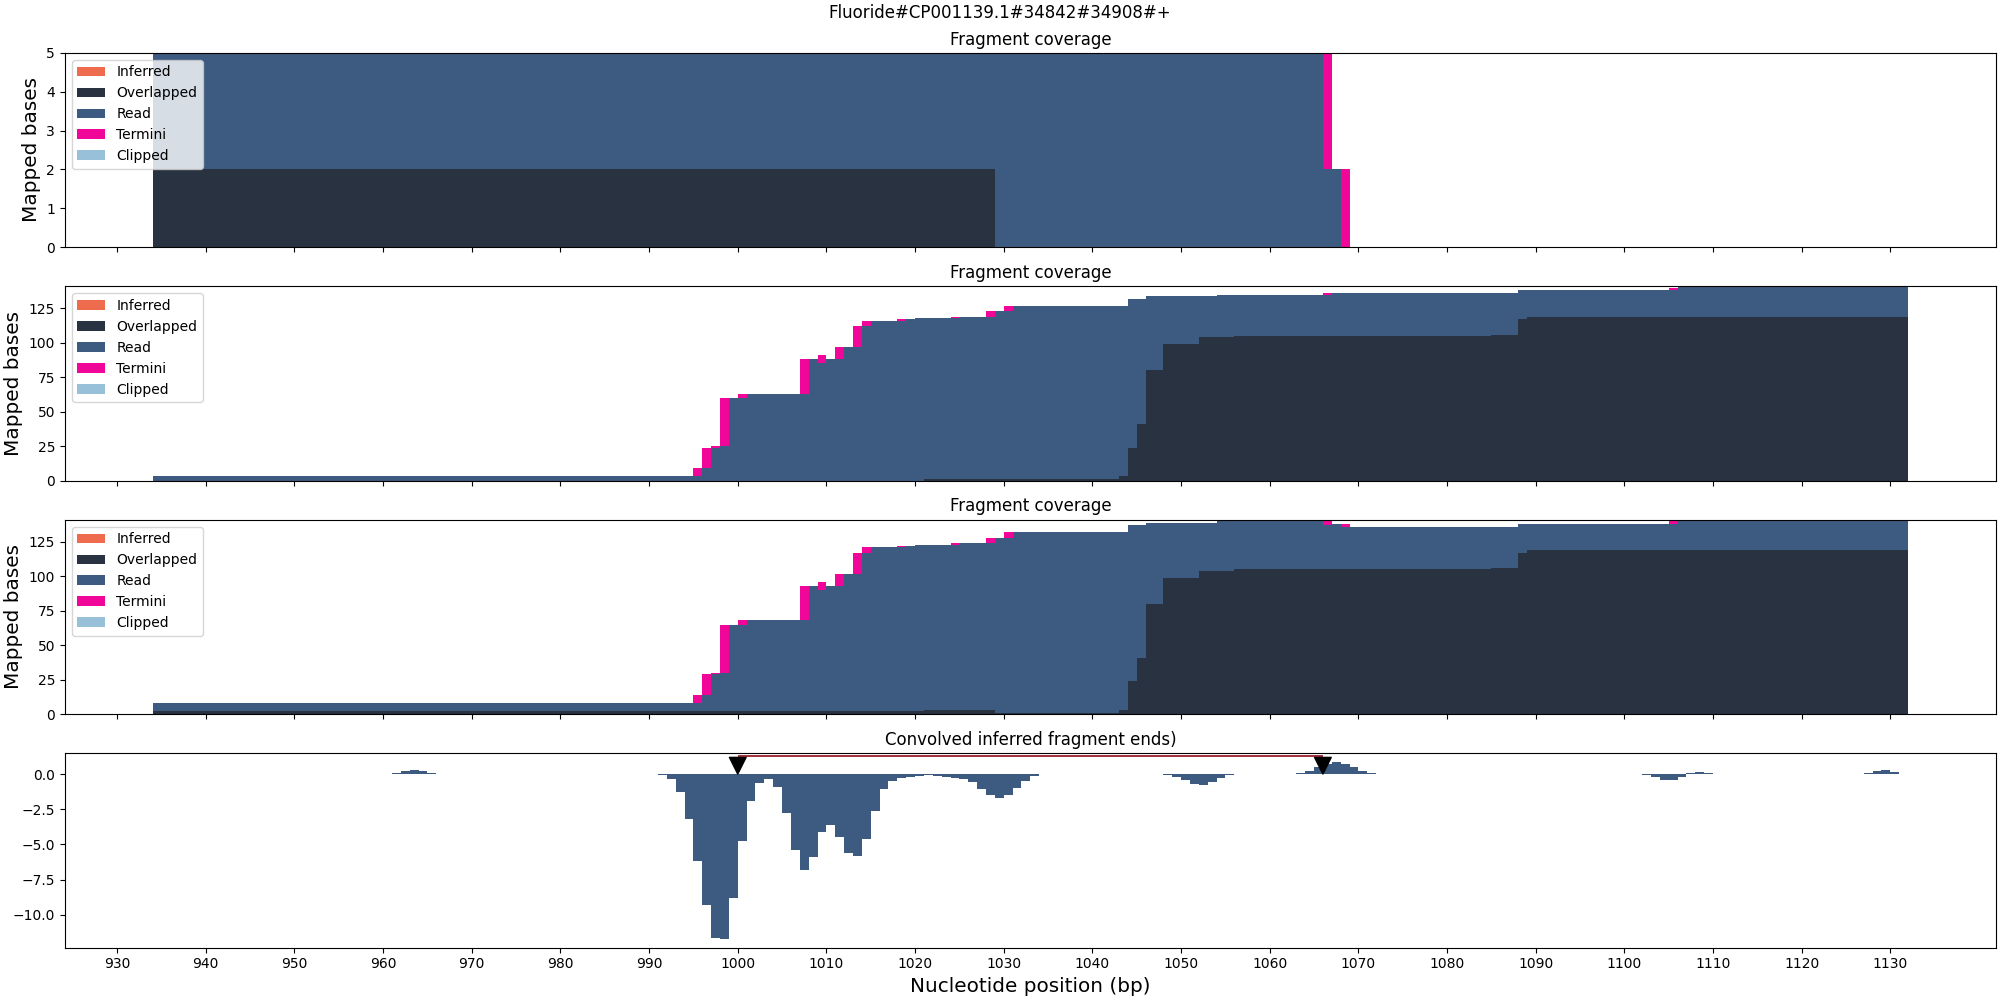 Fluoride#CP001139.1#34842#34908#+
Fragment coverage
Mapped bases
5
4
3
2
1
0
Inferred
Overlapped
Read
Termini
Clipped
Fragment coverage
Mapped bases
125
100
75
50
25
0
Inferred
Overlapped
Read
Termini
Clipped
Fragment coverage
Mapped bases
125
100
75
50
25
0
Inferred
Overlapped
Read
Termini
Clipped
Convolved inferred fragment ends)
0.0
−2.5
−5.0
−7.5
−10.0
930 940 950 960 970 980 990 1000 1010 1020 1030 1040 1050 1060 1070 1080 1090 1100 1110 1120 1130
Nucleotide position (bp)